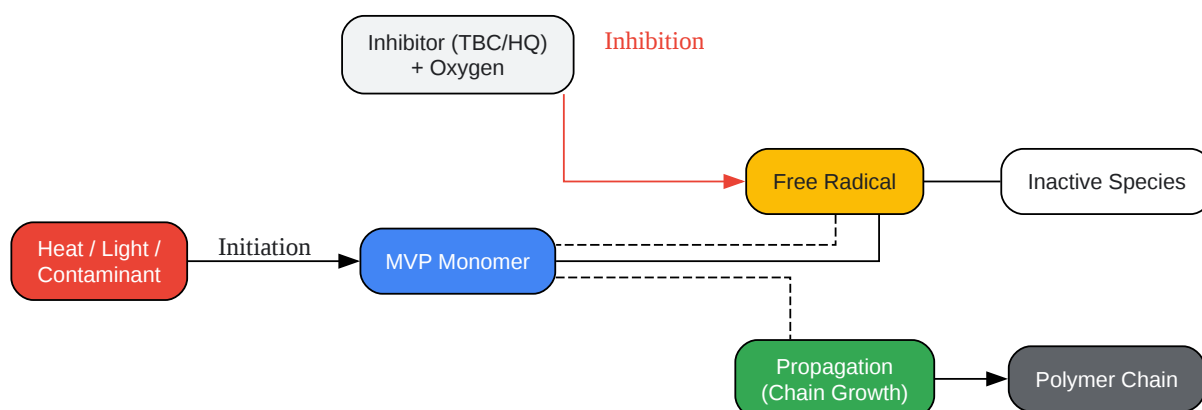 Inhibitor (TBC/HQ)
+ Oxygen
Inhibition
Free Radical
Inactive Species
Heat / Light /
Contaminant
Initiation
MVP Monomer
Propagation
(Chain Growth)
Polymer Chain